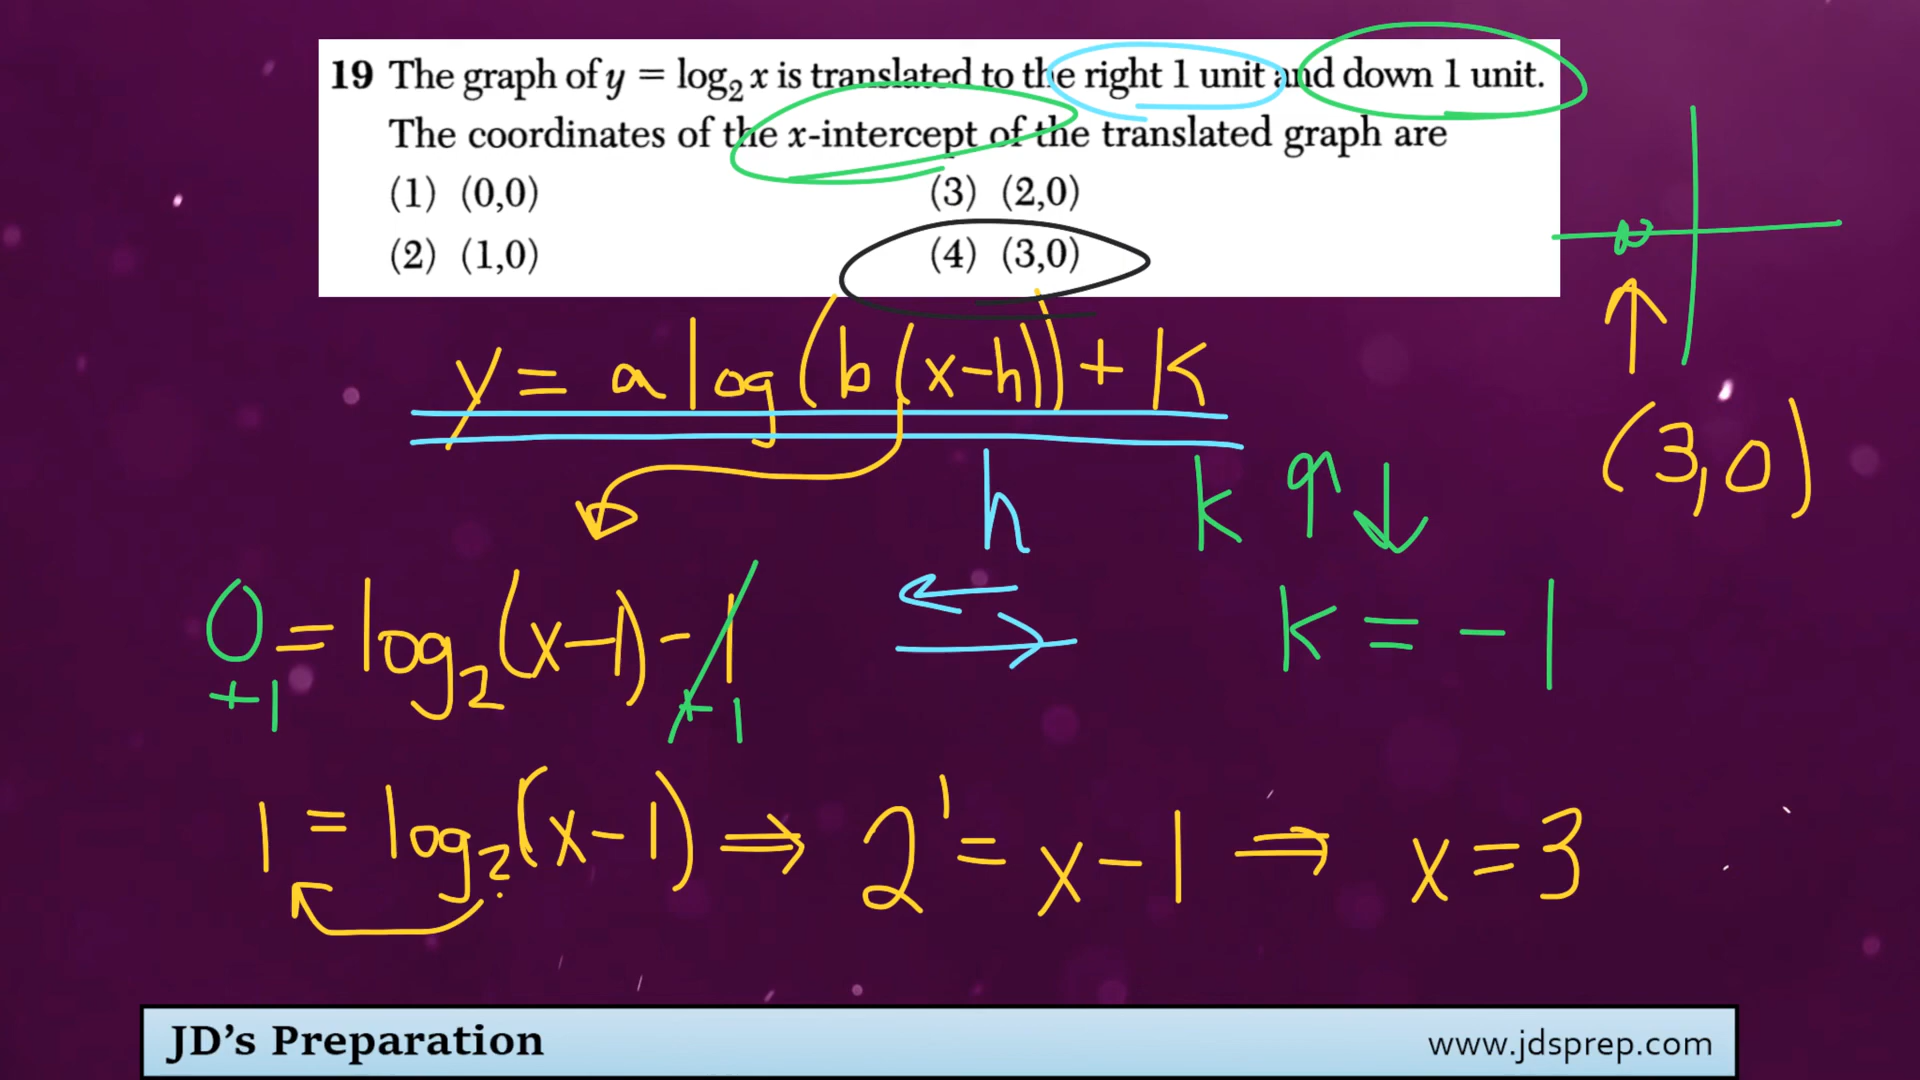 19 The graph of y = log₂ x is translated to the right 1 unit and down 1 unit.
The coordinates of the x-intercept of the translated graph are
(1) (0,0)
(3) (2,0)
(2) (1,0)
(4) (3,0)
y = a log(b(x-h)) + k
(3,0)
h
k ↑ ↓
0 = log₂(x-1) - 1
+1 +1
← →
k = -1
1 = log₂(x-1) ⇒ 2¹ = x-1 ⇒ x=3
JD's Preparation
www.jdsprep.com